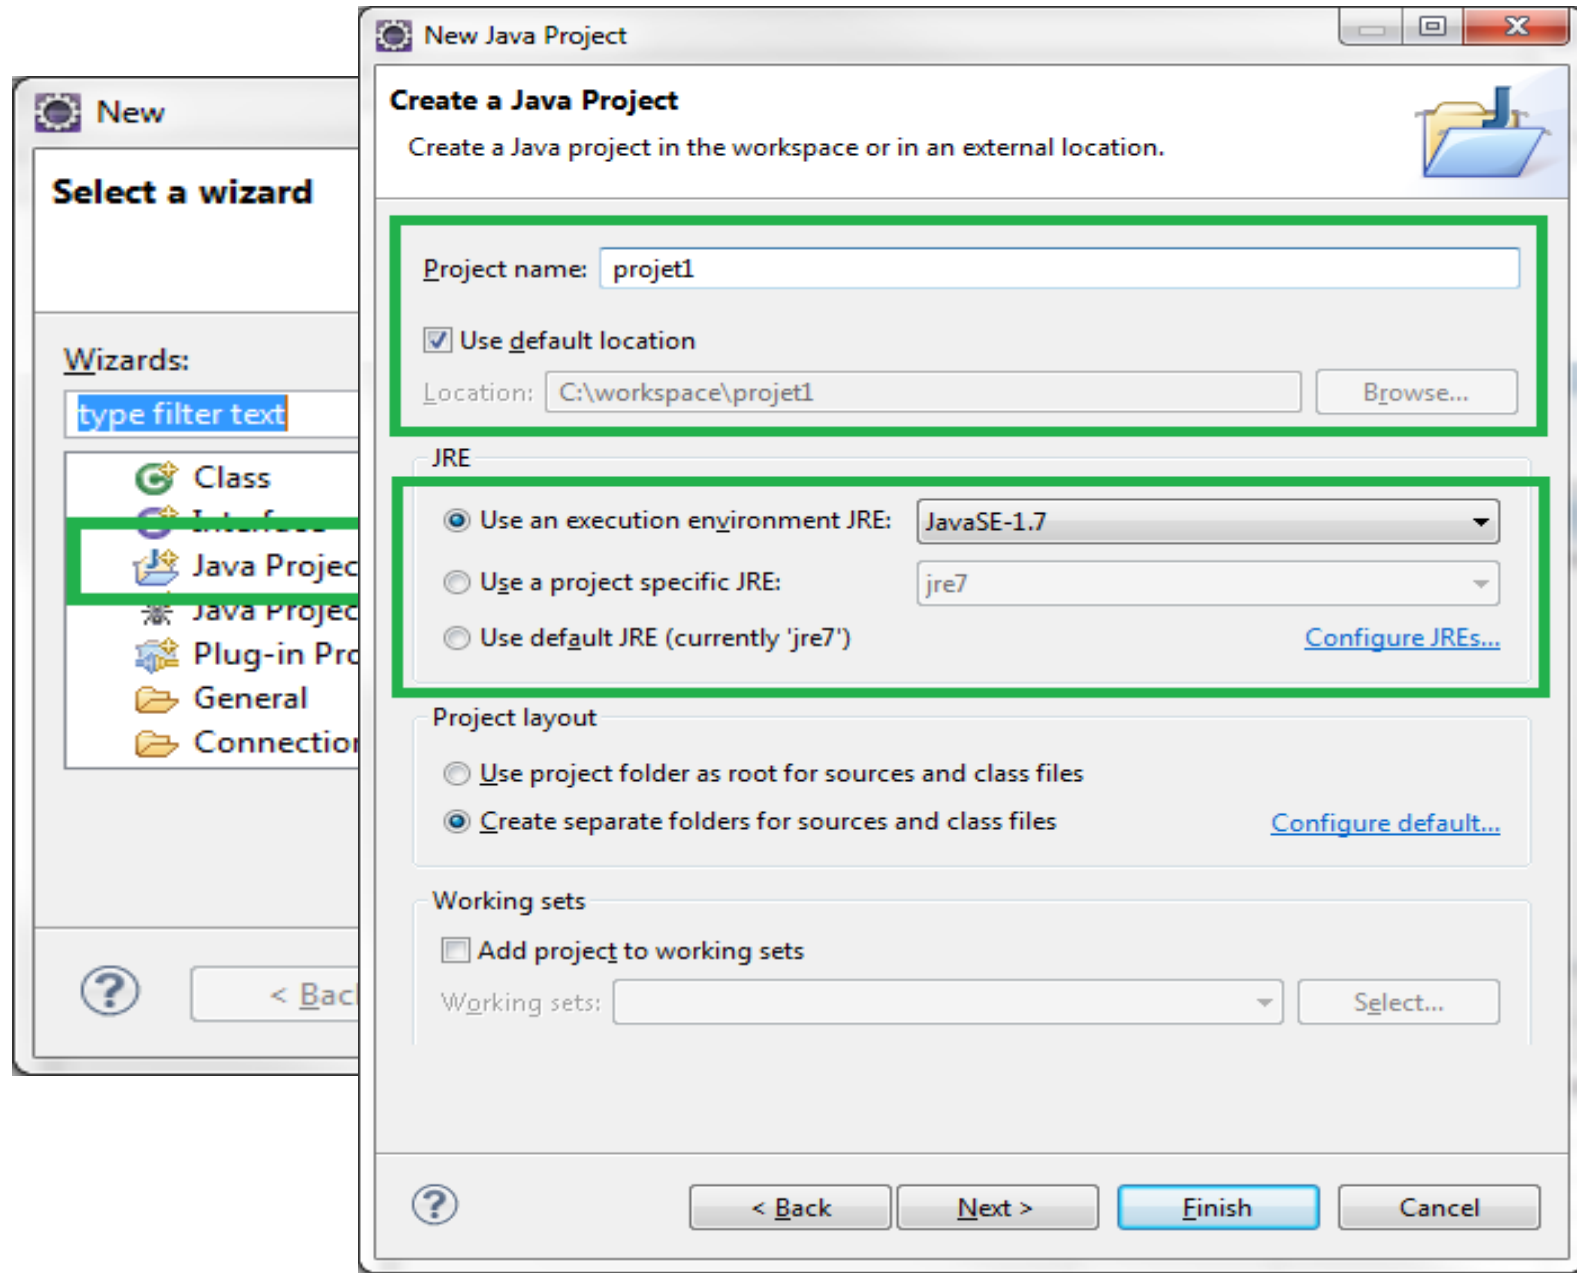 New
Select a wizard
Wizards:
type filter text
Class
Interface
Java Projec
Java Projec
Plug-in Pro
General
Connection
< Bac
New Java Project
Create a Java Project
Create a Java project in the workspace or in an external location.
Project name: projet1
Use default location
Location: C:\workspace\projet1 Browse...
JRE
Use an execution environment JRE: JavaSE-1.7
Use a project specific JRE: jre7
Use default JRE (currently 'jre7') Configure JREs...
Project layout
Use project folder as root for sources and class files
Create separate folders for sources and class files Configure default...
Working sets
Add project to working sets
Working sets: Select...
< Back Next > Finish Cancel